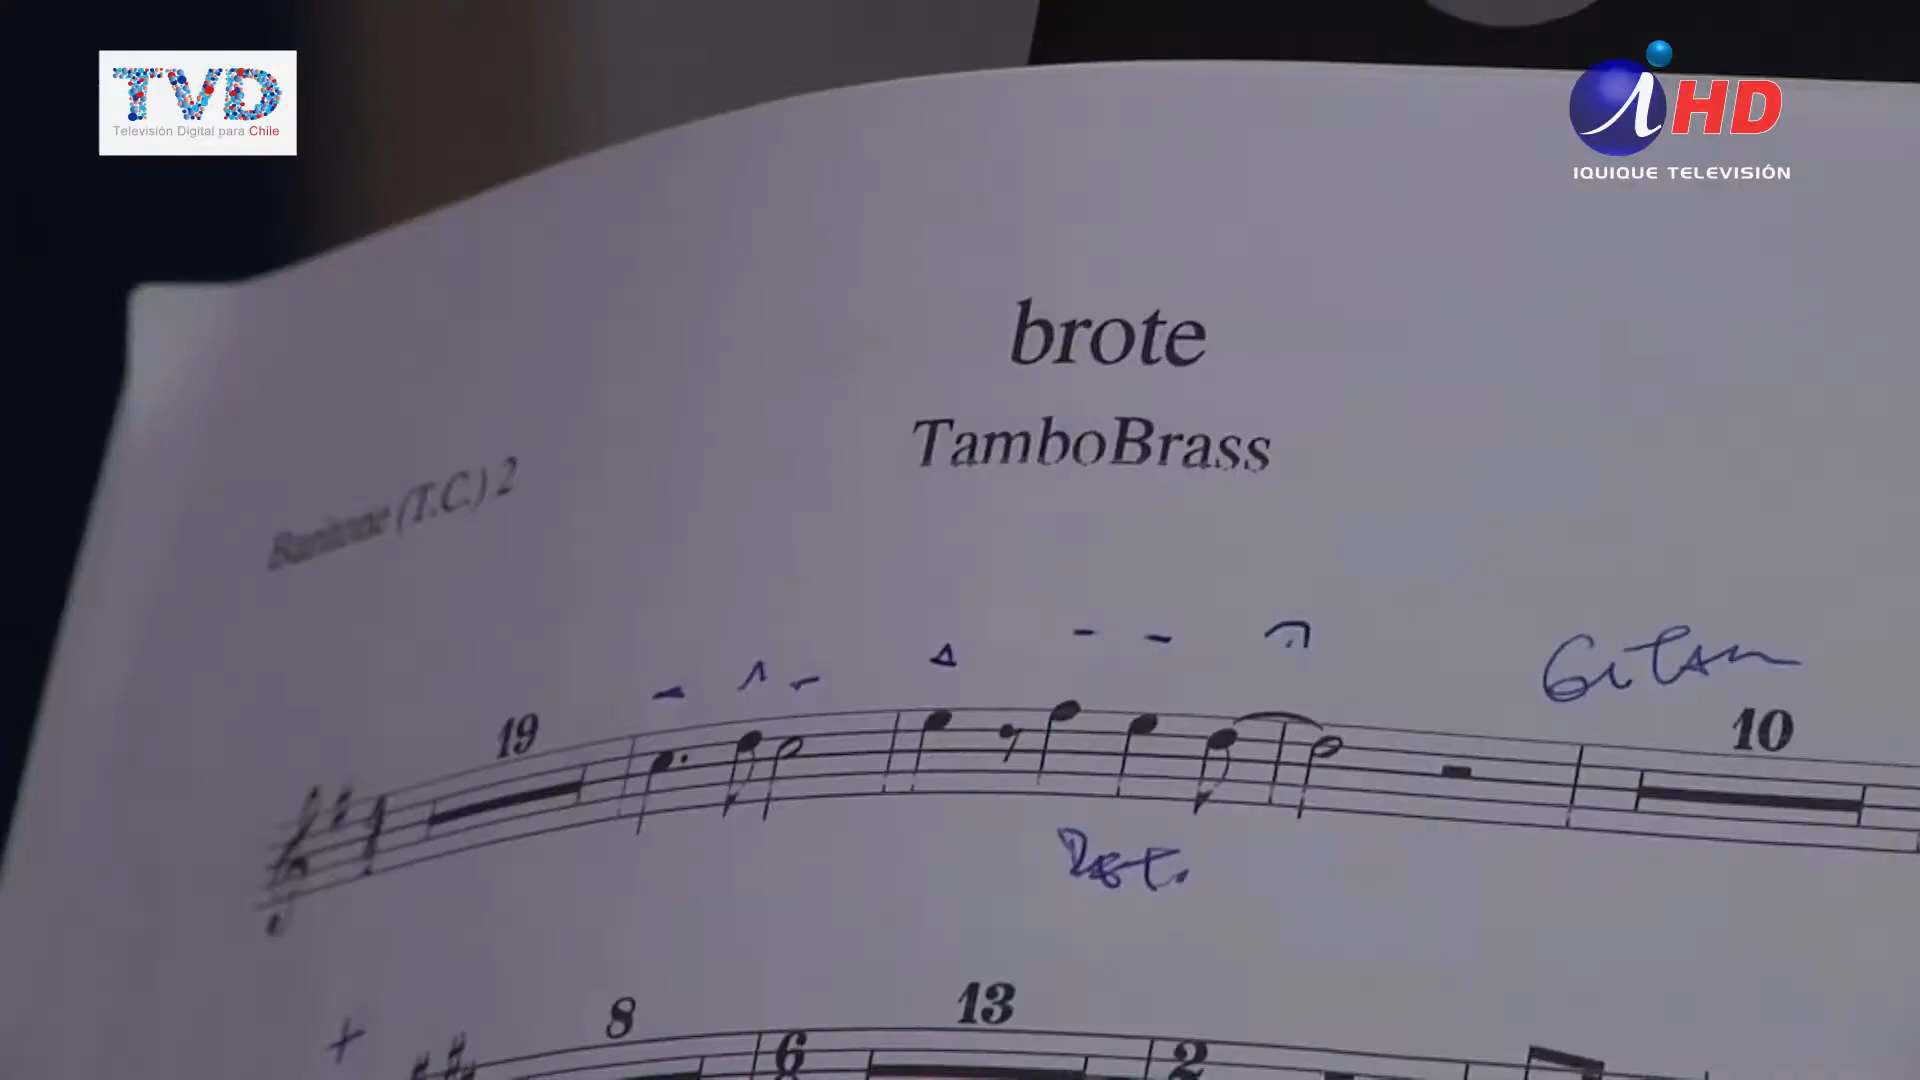 TVD
Televisión Digital para Chile
HD
IQUIQUE TELEVISIÓN
brote
TamboBrass
Baritone (T.C.) 2
19
10
8
13
6
2